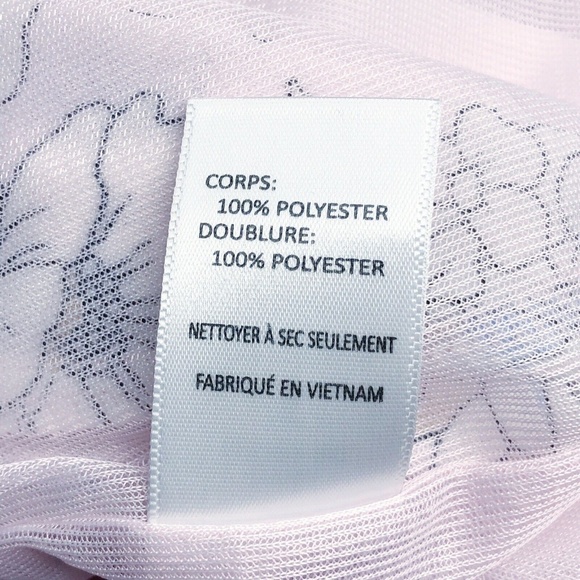 CORPS:
100% POLYESTER
DOUBLURE:
100% POLYESTER
NETTOYER À SEC SEULEMENT
FABRIQUÉ EN VIETNAM